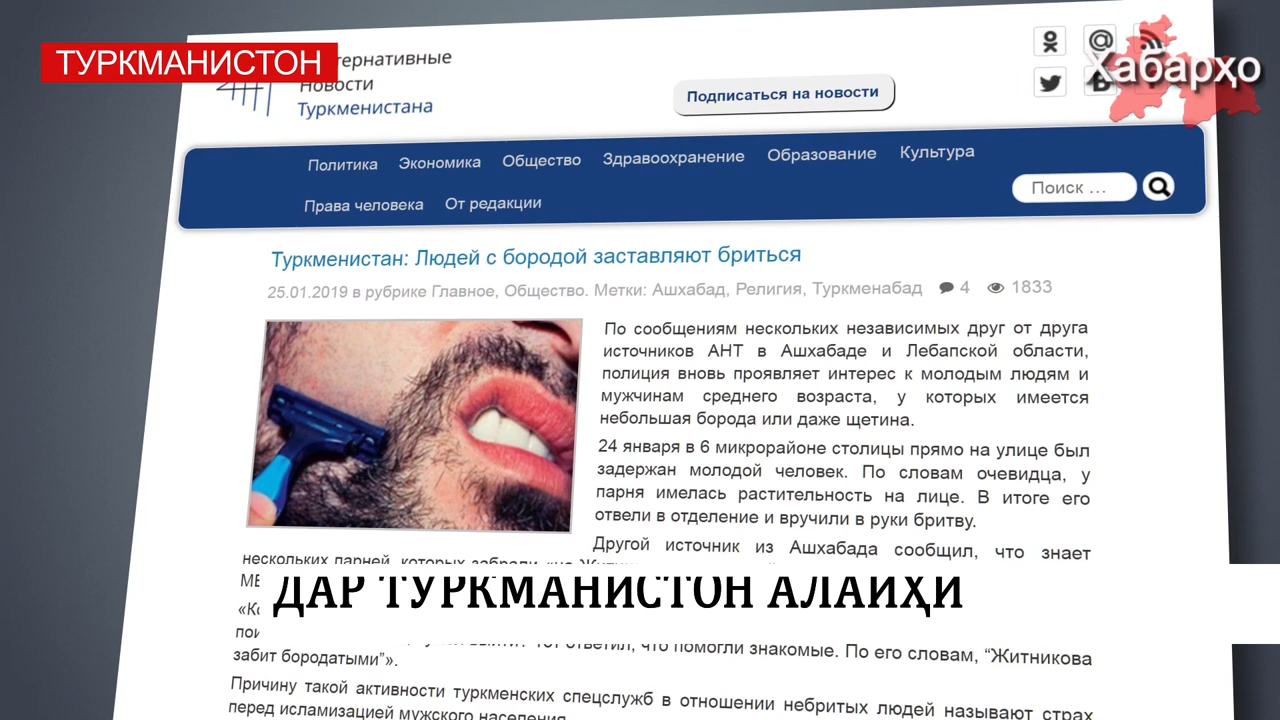 ТУРКМАНИСТОН
Хабарҳо
тернативные
Новости
Туркменистана
Подписаться на новости
Политика Экономика Общество Здравоохранение Образование Культура
Права человека От редакции
Поиск ...
Туркменистан: Людей с бородой заставляют бриться
25.01.2019 в рубрике Главное, Общество. Метки: Ашхабад, Религия, Туркменабад 4 1833
По сообщениям нескольких независимых друг от друга
источников АНТ в Ашхабаде и Лебапской области,
полиция вновь проявляет интерес к молодым людям и
мужчинам среднего возраста, у которых имеется
небольшая борода или даже щетина.
24 января в 6 микрорайоне столицы прямо на улице был
задержан молодой человек. По словам очевидца, у
парня имелась растительность на лице. В итоге его
отвели в отделение и вручили в руки бритву.
Другой источник из Ашхабада сообщил, что знает
нескольких парней, которых забрали
ДАР ТУРКМАНИСТОН АЛАЙҲИ
ответил, что помогли знакомые. По его словам, “Житникова
забит бородатыми”».
Причину такой активности туркменских спецслужб в отношении небритых людей называют страх
перед исламизацией мужского населения.